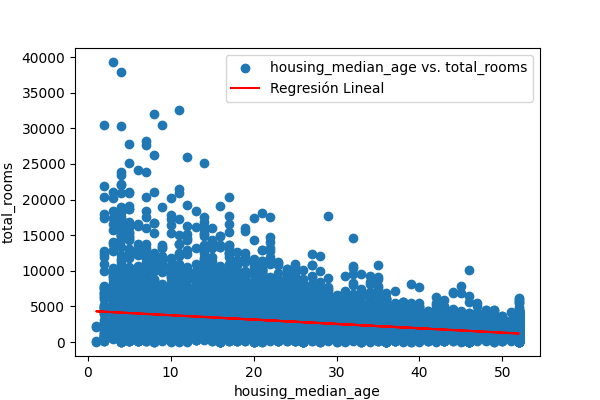 housing_median_age vs. total_rooms
Regresión Lineal
total_rooms
40000
35000
30000
25000
20000
15000
10000
5000
0
0 10 20 30 40 50
housing_median_age